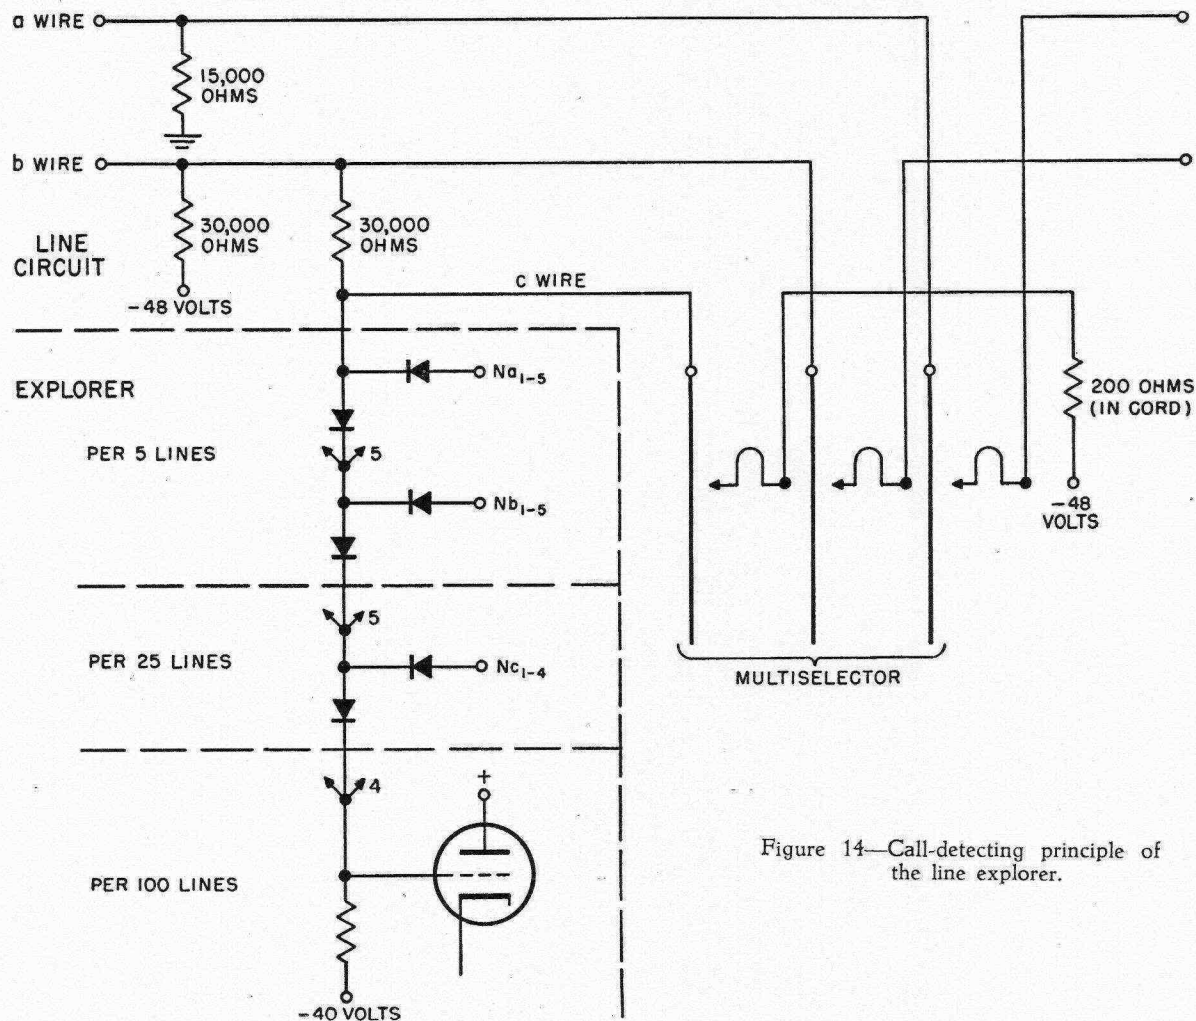 a WIRE
15,000
OHMS
b WIRE
30,000
OHMS
30,000
OHMS
LINE
CIRCUIT
-48 VOLTS
c WIRE
EXPLORER
Na1-5
200 OHMS
(IN CORD)
PER 5 LINES
5
Nb1-5
-48
VOLTS
5
PER 25 LINES
Nc1-4
MULTISELECTOR
4
+
PER 100 LINES
Figure 14—Call-detecting principle of
the line explorer.
-40 VOLTS